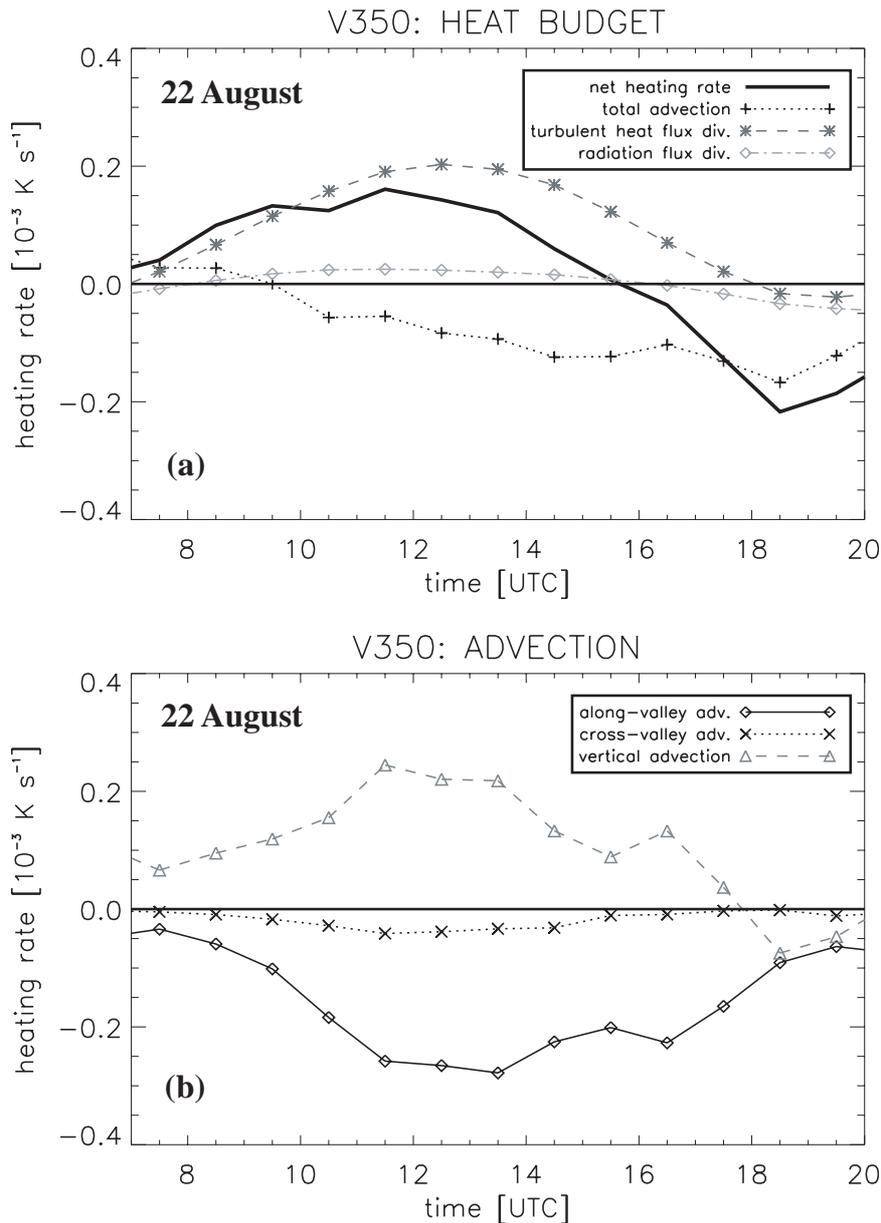 V350: HEAT BUDGET
0.4
0.2
0.0
−0.2
−0.4
heating rate [10⁻³ K s⁻¹]
22 August
net heating rate
total advection
turbulent heat flux div.
radiation flux div.
(a)
8 10 12 14 16 18 20
time [UTC]
V350: ADVECTION
0.4
0.2
0.0
−0.2
−0.4
heating rate [10⁻³ K s⁻¹]
22 August
along−valley adv.
cross−valley adv.
vertical advection
(b)
8 10 12 14 16 18 20
time [UTC]